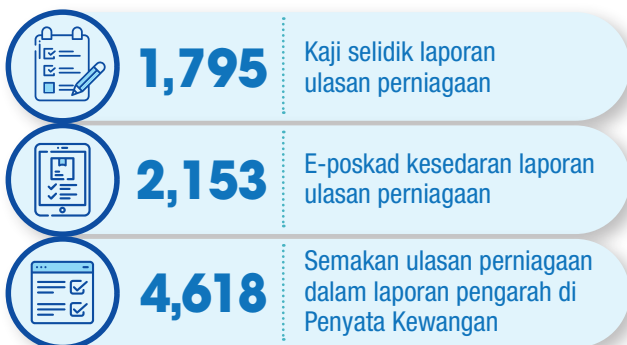 1,795
Kaji selidik laporan
ulasan perniagaan
2,153
E-poskad kesedaran laporan
ulasan perniagaan
4,618
Semakan ulasan perniagaan
dalam laporan pengarah di
Penyata Kewangan